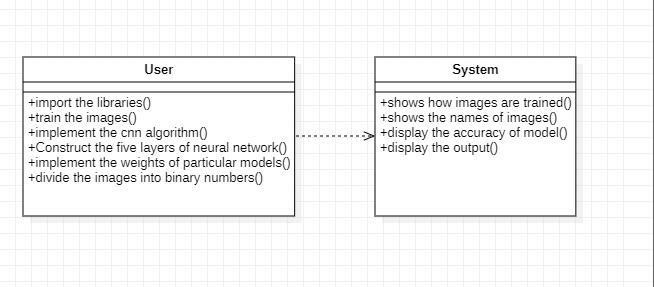 User
+import the libraries()
+train the images()
+implement the cnn algorithm()
+Construct the five layers of neural network()
+implement the weights of particular models()
+divide the images into binary numbers()
System
+shows how images are trained()
+shows the names of images()
+display the accuracy of model()
+display the output()